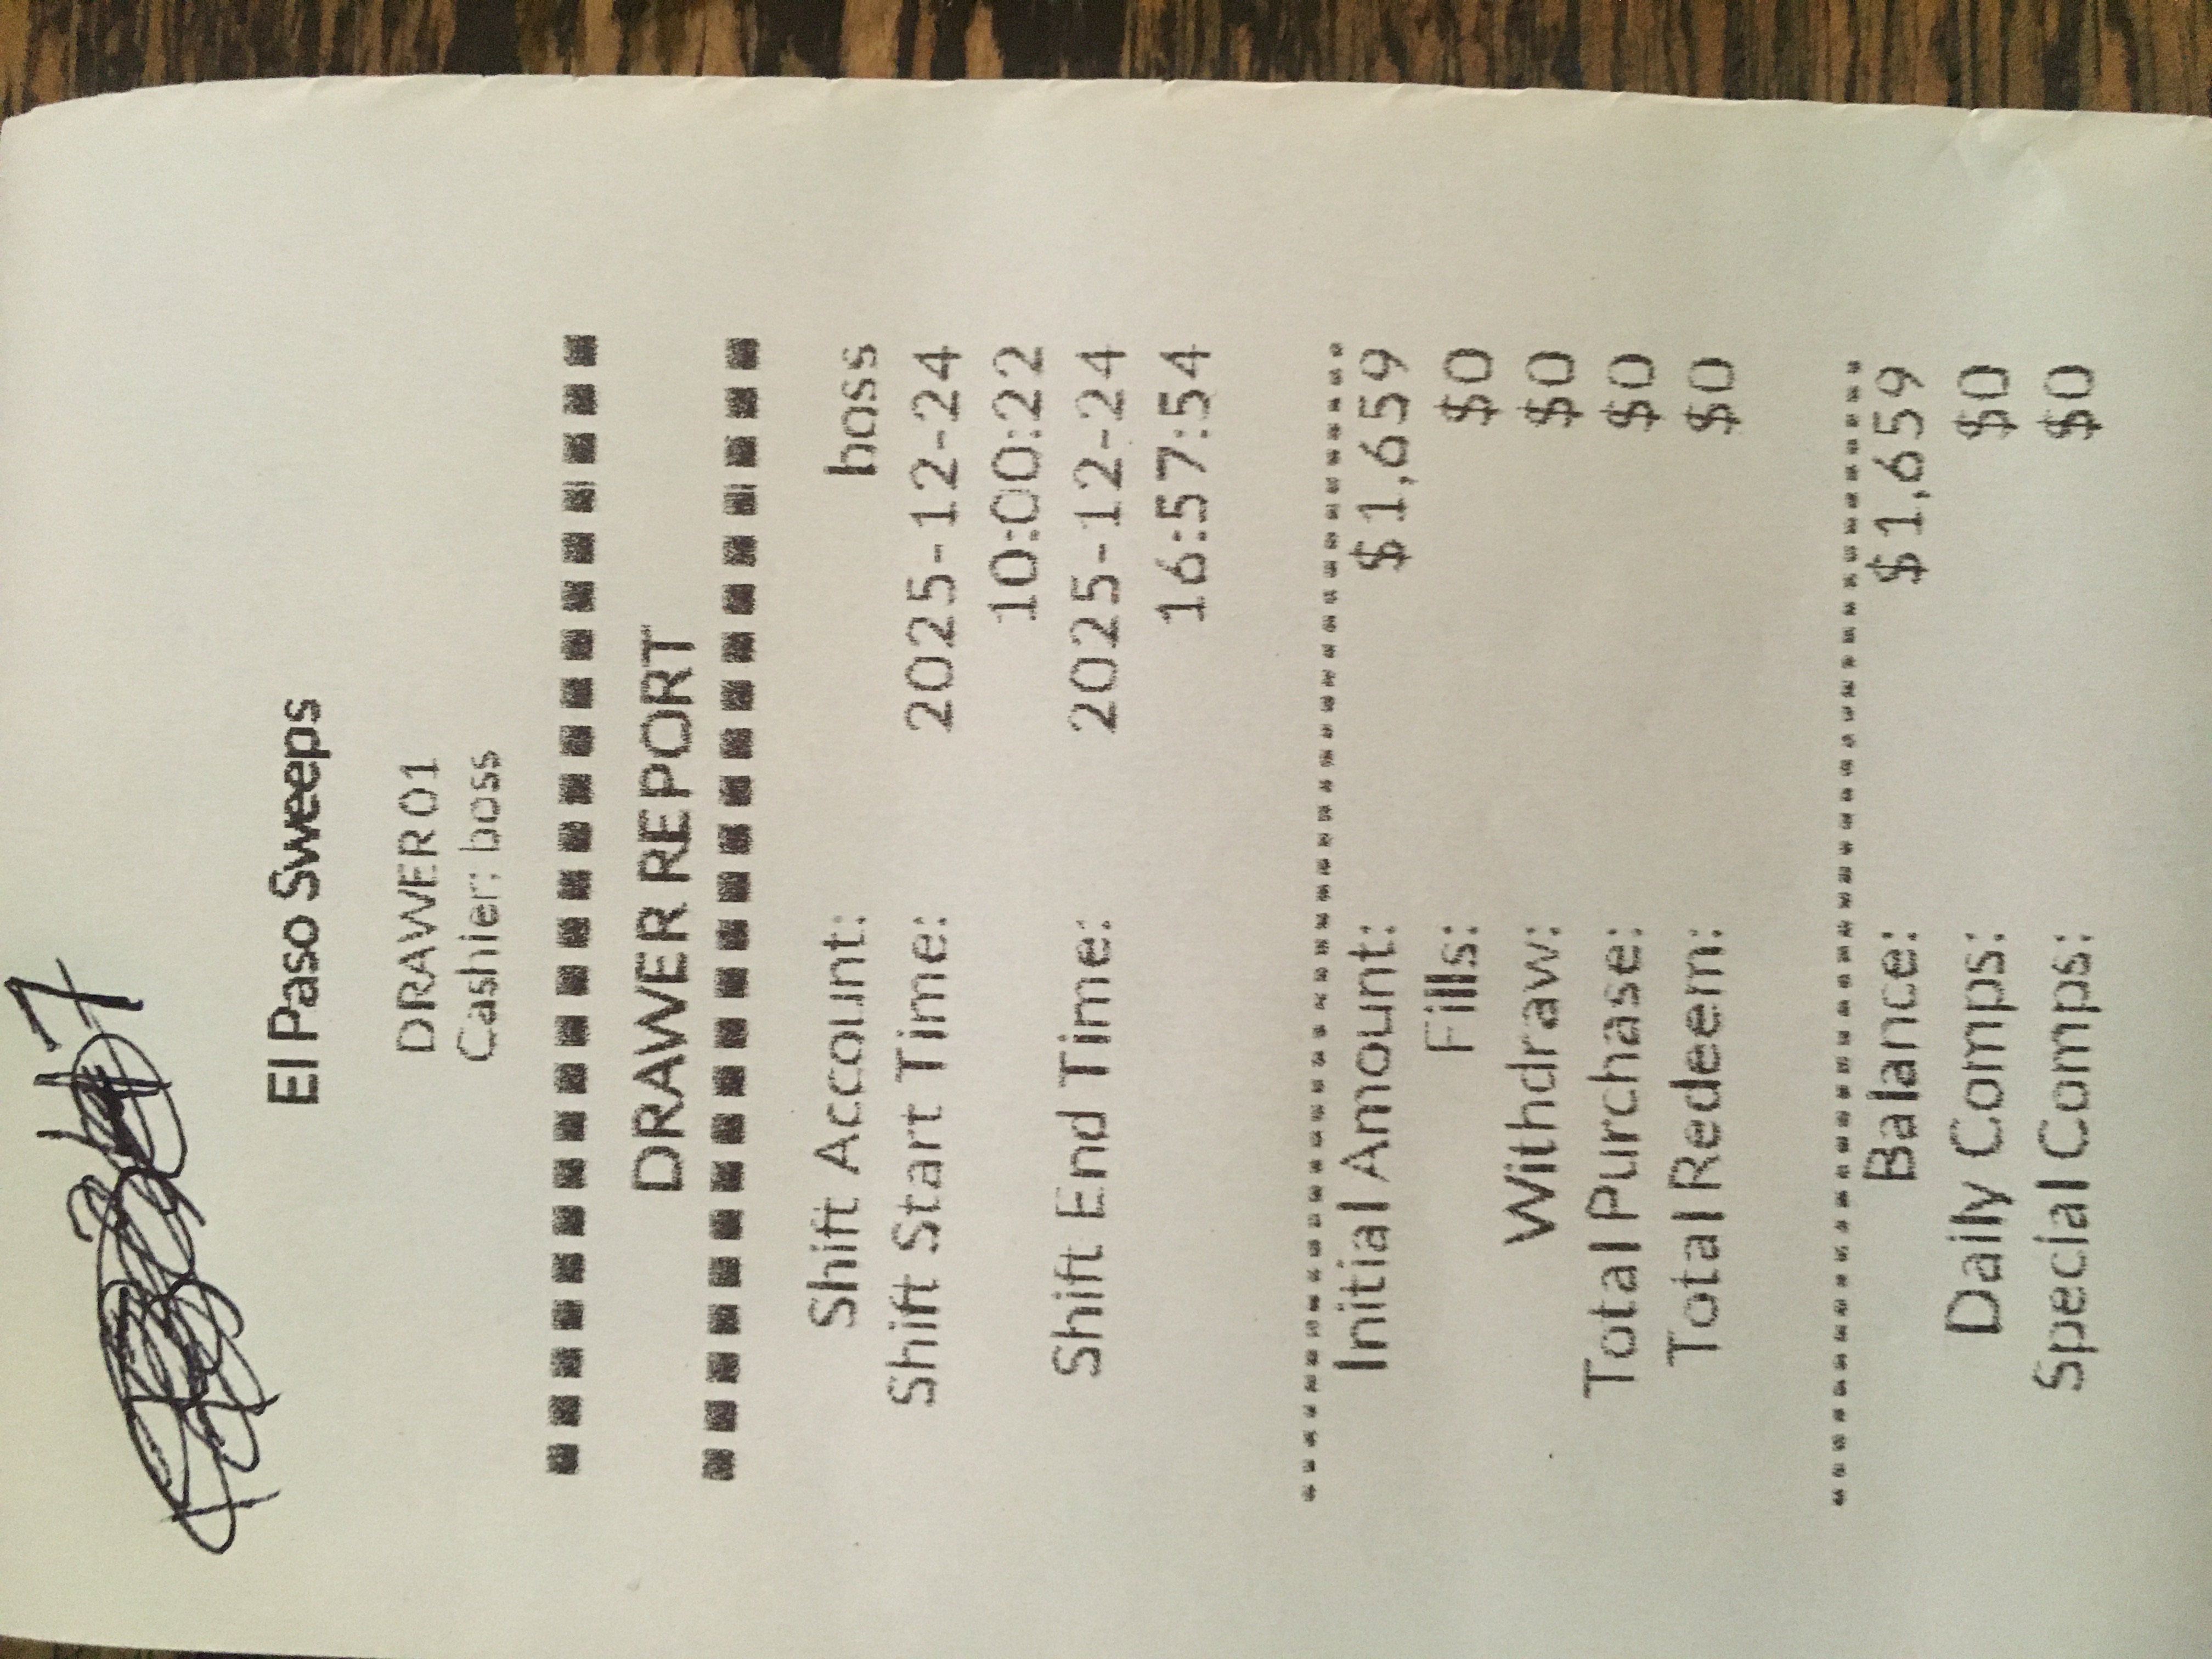 7
El Paso Sweeps
DRAWER 01
Cashier: boss
DRAWER REPORT
Shift Account: boss
Shift Start Time: 2025-12-24
10:00:22
Shift End Time: 2025-12-24
16:57:54
Initial Amount: $1,659
Fills: $0
Withdraw: $0
Total Purchase: $0
Total Redeem: $0
Balance: $1,659
Daily Comps: $0
Special Comps: $0